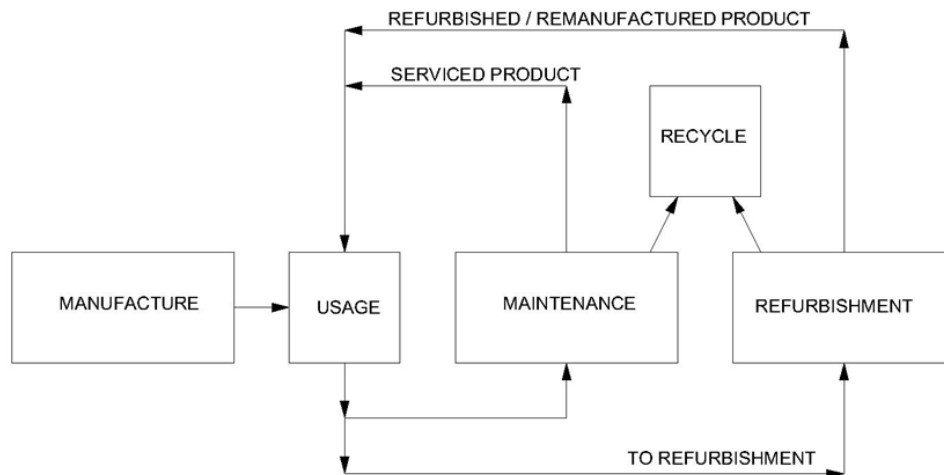 REFURBISHED / REMANUFACTURED PRODUCT
SERVICED PRODUCT
RECYCLE
MANUFACTURE
USAGE
MAINTENANCE
REFURBISHMENT
TO REFURBISHMENT